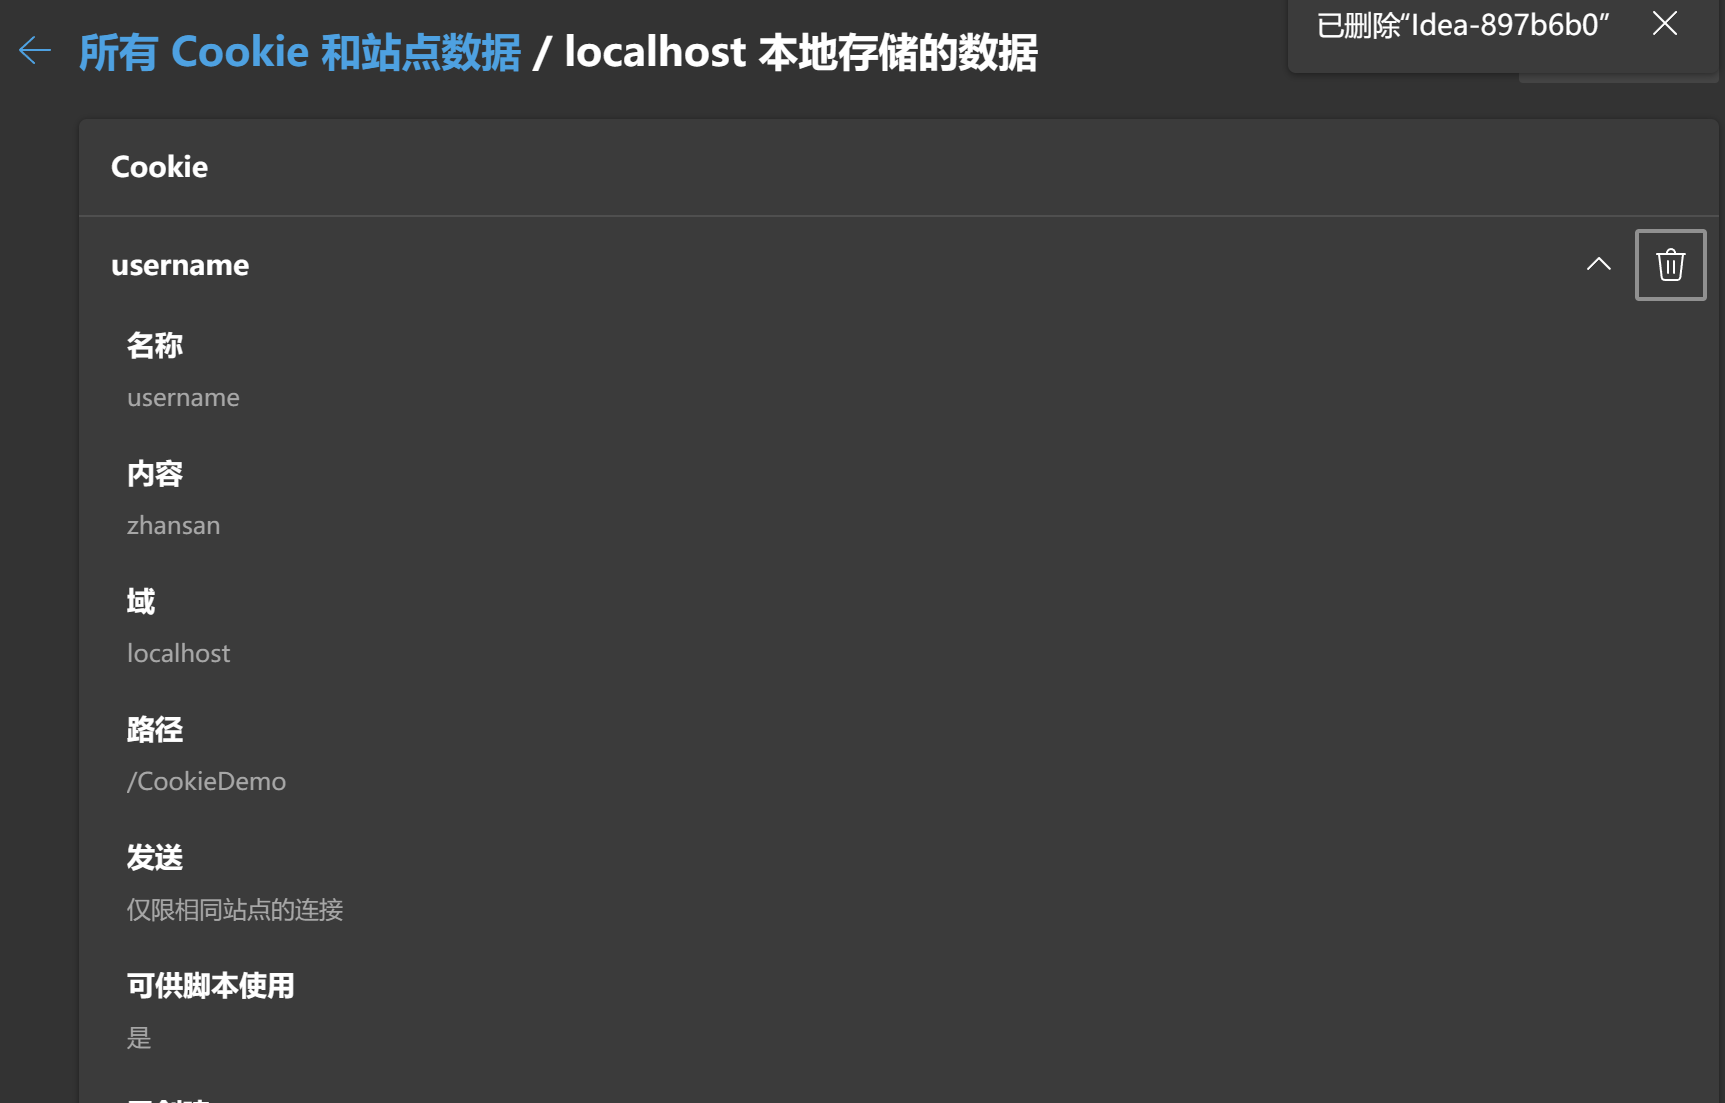 所有 Cookie 和站点数据 / localhost 本地存储的数据
已删除“Idea-897b6b0”
Cookie
username
名称
username
内容
zhansan
域
localhost
路径
/CookieDemo
发送
仅限相同站点的连接
可供脚本使用
是